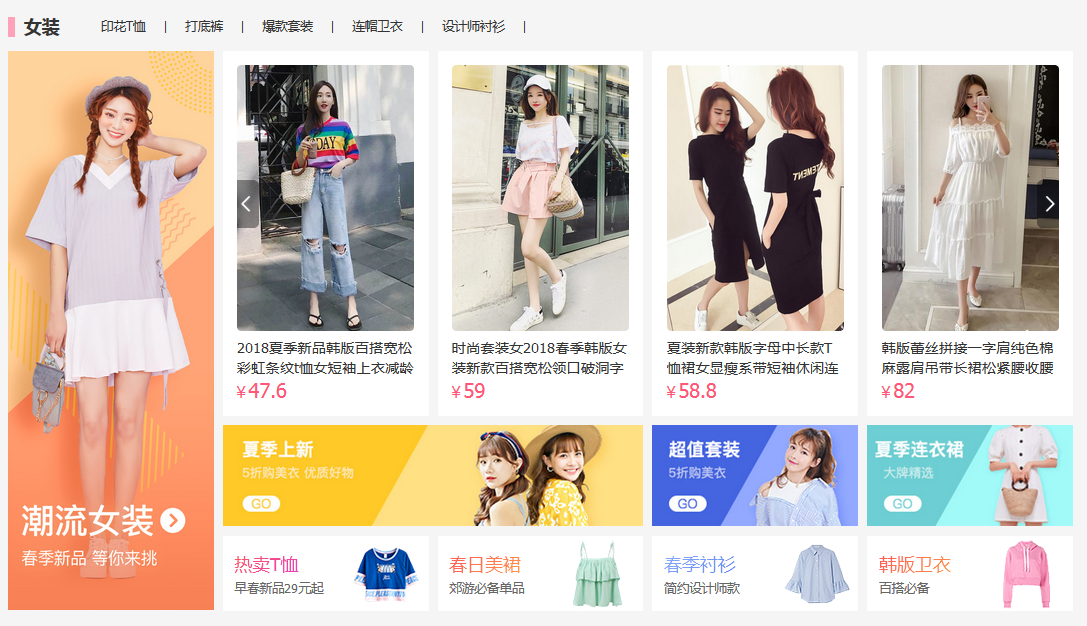 女装
印花T恤 | 打底裤 | 爆款套装 | 连帽卫衣 | 设计师衬衫 |
潮流女装
春季新品 等你来挑
2018夏季新品韩版百搭宽松
彩虹条纹t恤女短袖上衣减龄
¥47.6
时尚套装女2018春季韩版女
装新款百搭宽松领口破洞字
¥59
夏装新款韩版字母中长款T
恤裙女显瘦系带短袖休闲连
¥58.8
韩版蕾丝拼接一字肩纯色棉
麻露肩吊带长裙松紧腰收腰
¥82
夏季上新
5折购美衣 优质好物
GO
超值套装
5折购美衣
GO
夏季连衣裙
大牌精选
GO
热卖T恤
早春新品29元起
春日美裙
郊游必备单品
春季衬衫
简约设计师款
韩版卫衣
百搭必备